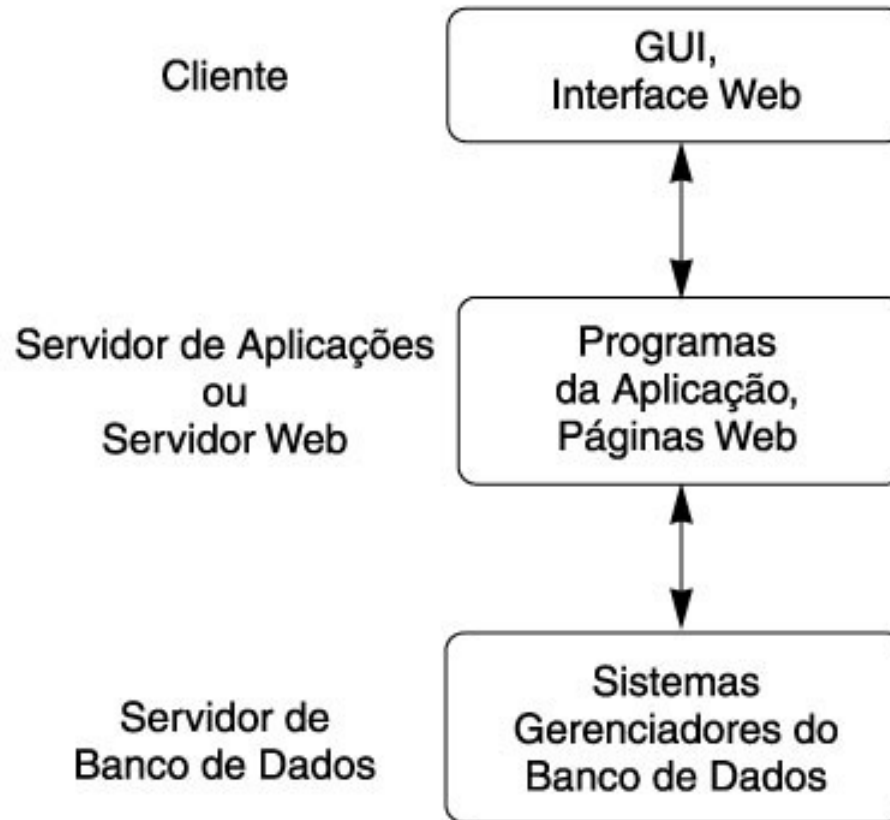 Cliente
GUI,
Interface Web
Servidor de Aplicações
ou
Servidor Web
Programas
da Aplicação,
Páginas Web
Servidor de
Banco de Dados
Sistemas
Gerenciadores do
Banco de Dados